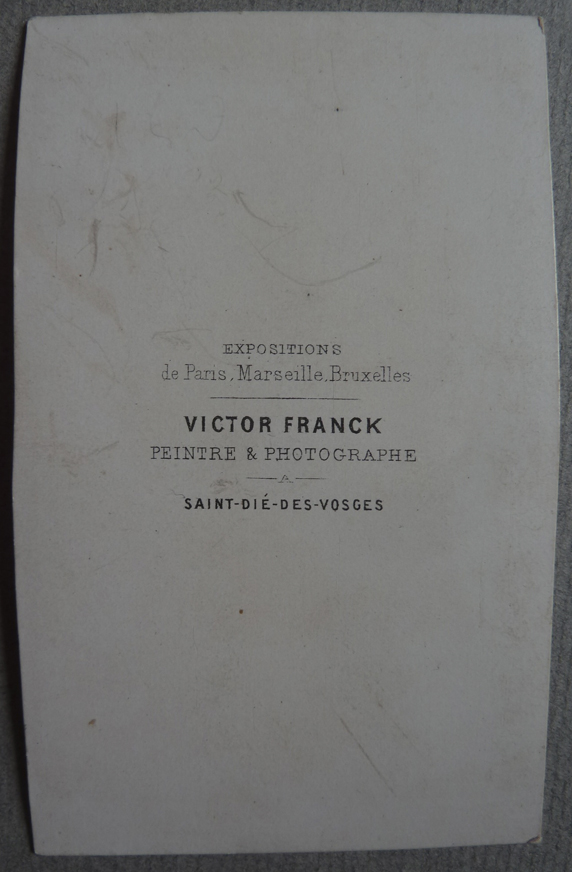 EXPOSITIONS
de Paris, Marseille, Bruxelles
VICTOR FRANCK
PEINTRE & PHOTOGRAPHE
A
SAINT-DIÉ-DES-VOSGES